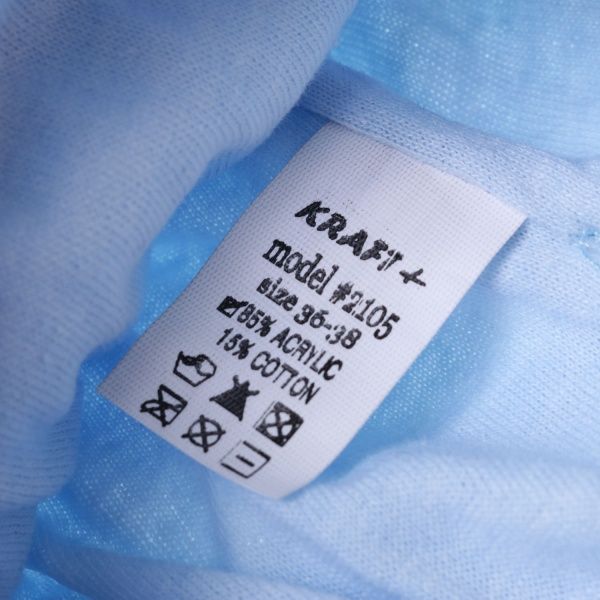 KRAFT+
model #2105
size 36-38
85% ACRYLIC
15% COTTON